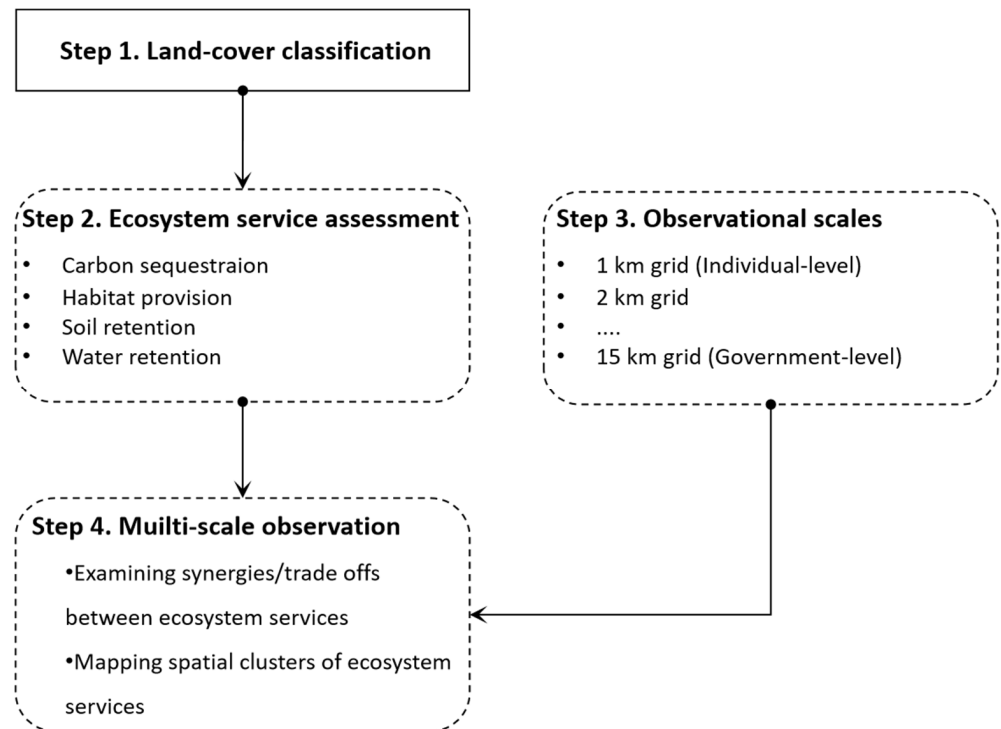 Step 1. Land-cover classification
Step 2. Ecosystem service assessment
• Carbon sequestraion
• Habitat provision
• Soil retention
• Water retention
Step 3. Observational scales
• 1 km grid (Individual-level)
• 2 km grid
• ....
• 15 km grid (Government-level)
Step 4. Muilti-scale observation
•Examining synergies/trade offs
between ecosystem services
•Mapping spatial clusters of ecosystem
services